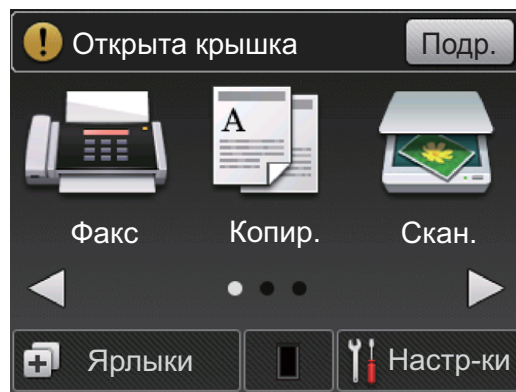 Открыта крышка Подр.
A
Факс Копир. Скан.
Ярлыки Настр-ки